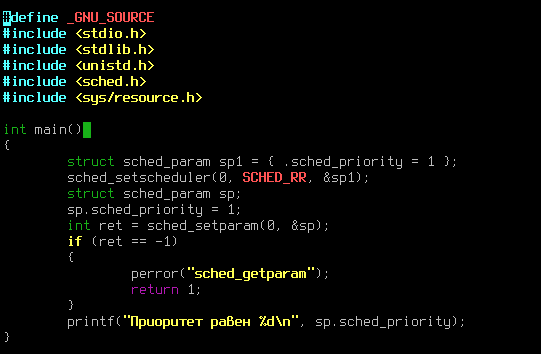 #define _GNU_SOURCE
#include <stdio.h>
#include <stdlib.h>
#include <unistd.h>
#include <sched.h>
#include <sys/resource.h>
int main()
{
struct sched_param sp1 = { .sched_priority = 1 };
sched_setscheduler(0, SCHED_RR, &sp1);
struct sched_param sp;
sp.sched_priority = 1;
int ret = sched_setparam(0, &sp);
if (ret == -1)
{
perror("sched_getparam");
return 1;
}
printf("Приоритет равен %d\n", sp.sched_priority);
}